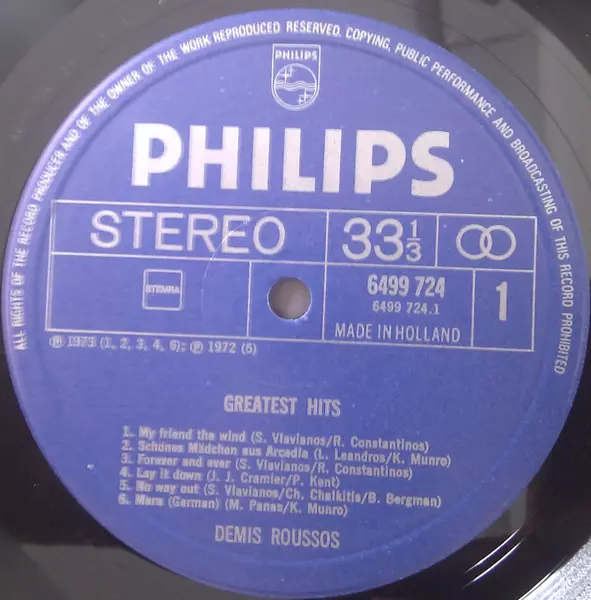 ALL RIGHTS OF THE RECORD PRODUCER AND OF THE OWNER OF THE WORK REPRODUCED RESERVED. COPYING, PUBLIC PERFORMANCE AND BROADCASTING OF THIS RECORD PROHIBITED
PHILIPS
PHILIPS
STEREO 33 1/3
STEMRA 6499 724 1
6499 724.1
MADE IN HOLLAND
℗ 1973 (1, 2, 3, 4, 6); ℗ 1972 (5)
GREATEST HITS
1. My friend the wind (S. Vlavianos/R. Constantinos)
2. Schönes Mädchen aus Arcadia (L. Leandros/K. Munro)
3. Forever and ever (S. Vlavianos/R. Constantinos)
4. Lay it down (J. J. Cramier/P. Kent)
5. No way out (S. Vlavianos/Ch. Chalkitis/B. Bergman)
6. Mara (German) (M. Panas/K. Munro)
DEMIS ROUSSOS